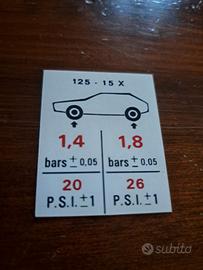 125 - 15 X
1,4 1,8
bars ± 0.05 bars ± 0.05
20 26
P.S.I. ± 1 P.S.I. ± 1
subito